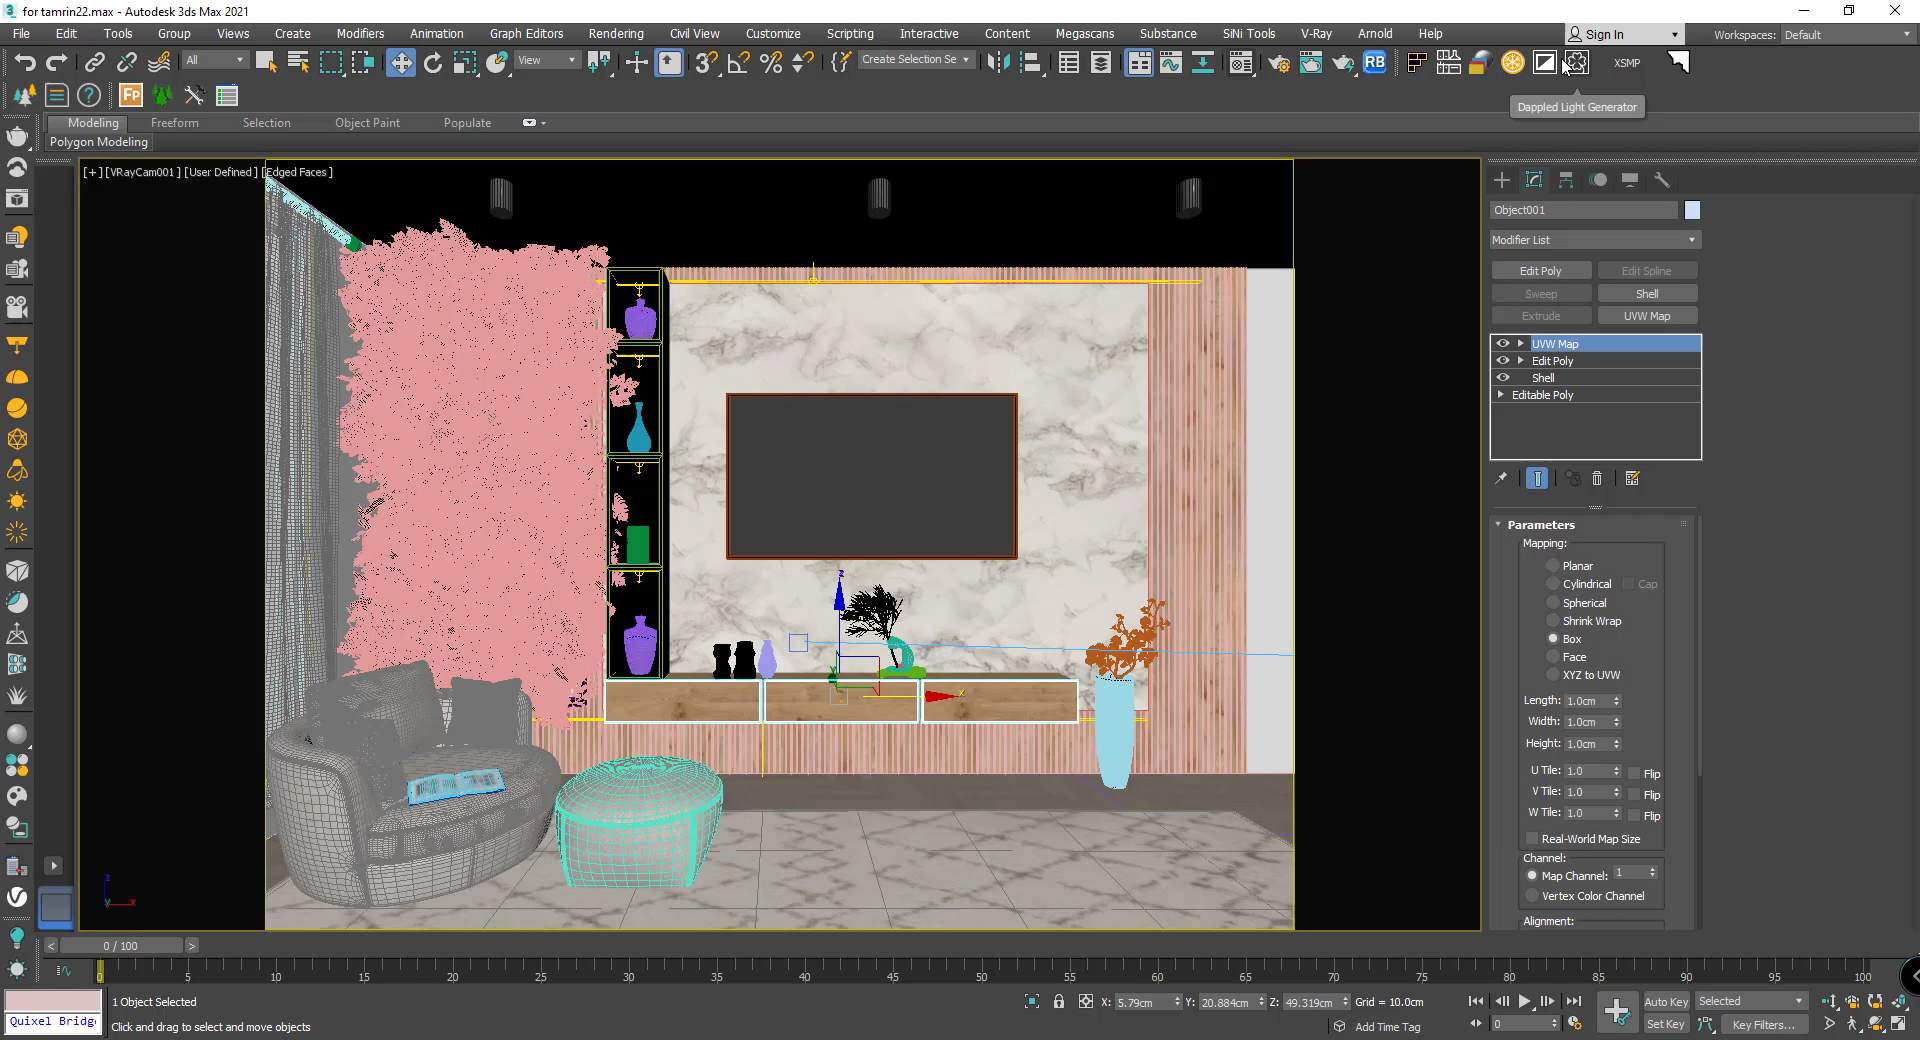 for tamrin22.max - Autodesk 3ds Max 2021
File Edit Tools Group Views Create Modifiers Animation Graph Editors Rendering Civil View Customize Scripting Interactive Content Megascans Substance SiNi Tools V-Ray Arnold Help Sign In Workspaces: Default
All View Create Selection Se RB XSMP
Fp
Dappled Light Generator
Modeling Freeform Selection Object Paint Populate
Polygon Modeling
[+] [VRayCam001] [User Defined] [Edged Faces]
Object001
Modifier List
Edit Poly Edit Spline
Sweep Shell
Extrude UVW Map
UVW Map
Edit Poly
Shell
Editable Poly
Parameters
Mapping:
Planar
Cylindrical Cap
Spherical
Shrink Wrap
Box
Face
XYZ to UVW
Length: 1.0cm
Width: 1.0cm
Height: 1.0cm
U Tile: 1.0 Flip
V Tile: 1.0 Flip
W Tile: 1.0 Flip
Real-World Map Size
Channel:
Map Channel: 1
Vertex Color Channel
Alignment:
z
x
y
z
y x
< 0 / 100 >
0 5 10 15 20 25 30 35 40 45 50 55 60 65 70 75 80 85 90 95 100
1 Object Selected X: 5.79cm Y: 20.884cm Z: 49.319cm Grid = 10.0cm Auto Key Selected
Quixel Bridg Click and drag to select and move objects Add Time Tag 0 Set Key Key Filters...